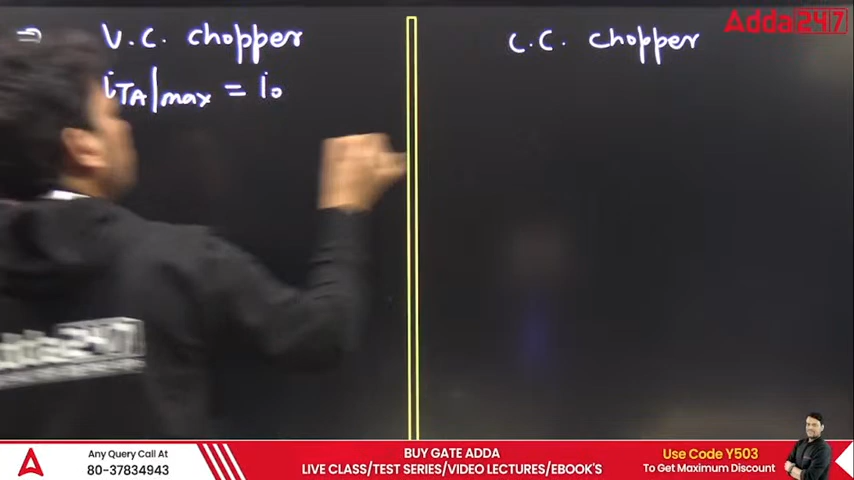 ⇒ V.C. chopper
iTA|max = io
C.C. chopper
Adda247
Adda247
Any Query Call At
80-37834943
BUY GATE ADDA
LIVE CLASS/TEST SERIES/VIDEO LECTURES/EBOOK'S
Use Code Y503
To Get Maximum Discount